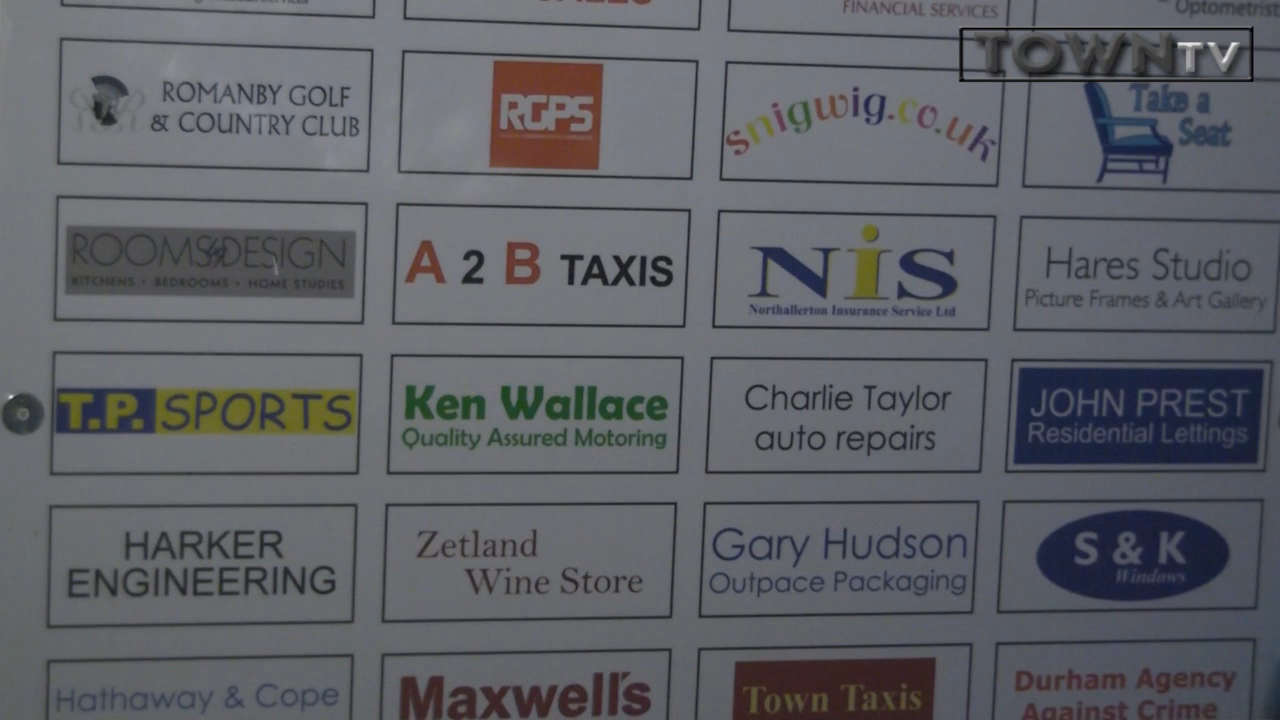 FINANCIAL SERVICES
Optometrist
TOWN TV
ROMANBY GOLF
& COUNTRY CLUB
RGPS
snigwig.co.uk
Take a
Seat
ROOMS by DESIGN
KITCHENS • BEDROOMS • HOME STUDIES
A 2 B TAXIS
NiS
Northallerton Insurance Service Ltd
Hares Studio
Picture Frames & Art Gallery
T.P. SPORTS
Ken Wallace
Quality Assured Motoring
Charlie Taylor
auto repairs
JOHN PREST
Residential Lettings
HARKER
ENGINEERING
Zetland
Wine Store
Gary Hudson
Outpace Packaging
S & K
Windows
Hathaway & Cope
Maxwell's
Town Taxis
Durham Agency
Against Crime